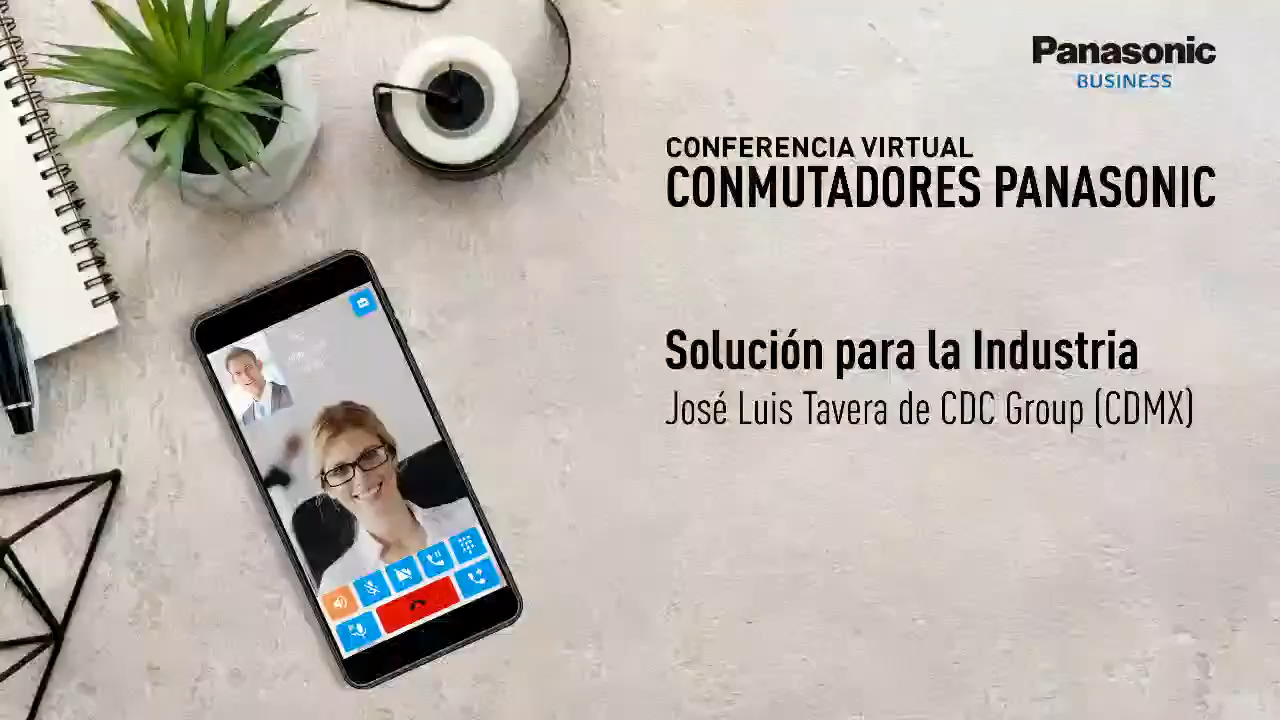 Panasonic
BUSINESS
CONFERENCIA VIRTUAL
CONMUTADORES PANASONIC
Solución para la Industria
José Luis Tavera de CDC Group (CDMX)